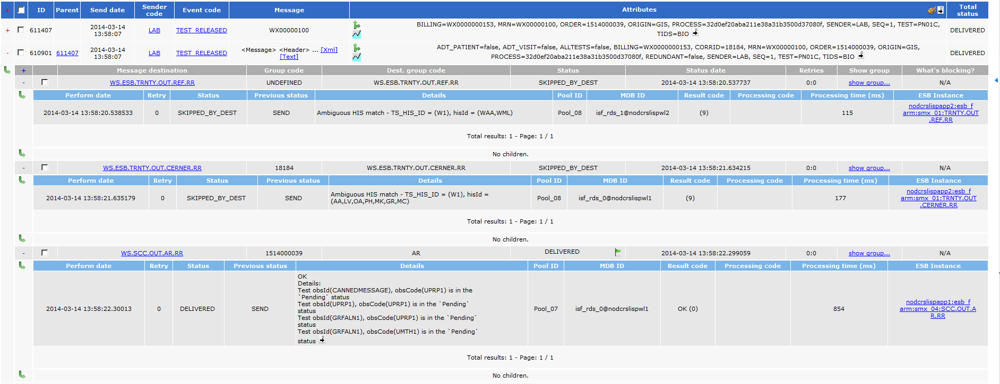 + ID Parent Send date Sender code Event code Message Attributes Total status
+ 611407 2014-03-14 13:58:07 LAB TEST_RELEASED WX00000100 BILLING=WX0000000153, MRN=WX00000100, ORDER=1514000039, ORIGIN=GIS, PROCESS=32d0ef20aba211e38a31b3500d37080f, SENDER=LAB, SEQ=1, TEST=PN01C, TIDS=BIO DELIVERED
- 610901 611407 2014-03-14 13:58:07 LAB TEST_RELEASED <Message> <Header> ... [Xml] [Text] ADT_PATIENT=false, ADT_VISIT=false, ALLTESTS=false, BILLING=WX0000000153, CORRID=18184, MRN=WX00000100, ORDER=1514000039, ORIGIN=GIS, PROCESS=32d0ef20aba211e38a31b3500d37080f, REDUNDANT=false, SENDER=LAB, SEQ=1, TEST=PN01C, TIDS=BIO DELIVERED
+ Message destination Group code Dest. group code Status Status date Retries Show group What's blocking?
- WS.ESB.TRNTY.OUT.REF.RR UNDEFINED WS.ESB.TRNTY.OUT.REF.RR SKIPPED_BY_DEST 2014-03-14 13:58:20.537737 0:0 show group... N/A
Perform date Retry Status Previous status Details Pool ID MDB ID Result code Processing code Processing time (ms) ESB Instance
2014-03-14 13:58:20.538533 0 SKIPPED_BY_DEST SEND Ambiguous HIS match - TS_HIS_ID = (W1), hisId = (WAA,WML) Pool_08 isf_rds_1@nodcrslispwl2 (9) 115 nodcrslispapp2:esb_f arm:smx_01:TRNTY.OUT .REF.RR
Total results: 1 - Page: 1 / 1
No children.
- WS.ESB.TRNTY.OUT.CERNER.RR 18184 WS.ESB.TRNTY.OUT.CERNER.RR SKIPPED_BY_DEST 2014-03-14 13:58:21.634215 0:0 show group... N/A
Perform date Retry Status Previous status Details Pool ID MDB ID Result code Processing code Processing time (ms) ESB Instance
2014-03-14 13:58:21.635179 0 SKIPPED_BY_DEST SEND Ambiguous HIS match - TS_HIS_ID = (W1), hisId = (AA,LV,OA,PH,MK,GR,MC) Pool_08 isf_rds_0@nodcrslispwl1 (9) 177 nodcrslispapp2:esb_f arm:smx_01:TRNTY.OUT .CERNER.RR
Total results: 1 - Page: 1 / 1
No children.
- WS.SCC.OUT.AR.RR 1514000039 AR DELIVERED 2014-03-14 13:58:22.299059 0:0 show group... N/A
Perform date Retry Status Previous status Details Pool ID MDB ID Result code Processing code Processing time (ms) ESB Instance
2014-03-14 13:58:22.30013 0 DELIVERED SEND
OK
Details:
Test obsId(CANNEDMESSAGE), obsCode(UPRP1) is in the
`Pending` status
Test obsId(UPRP1), obsCode(UPRP1) is in the `Pending`
status
Test obsId(GRFALN1), obsCode(UPRP1) is in the `Pending`
status
Test obsId(GRFALN1), obsCode(UMTH1) is in the `Pending`
status
Pool_07 isf_rds_0@nodcrslispwl1 OK (0) 854 nodcrslispapp1:esb_f arm:smx_04:SCC.OUT.A R.RR
Total results: 1 - Page: 1 / 1
No children.